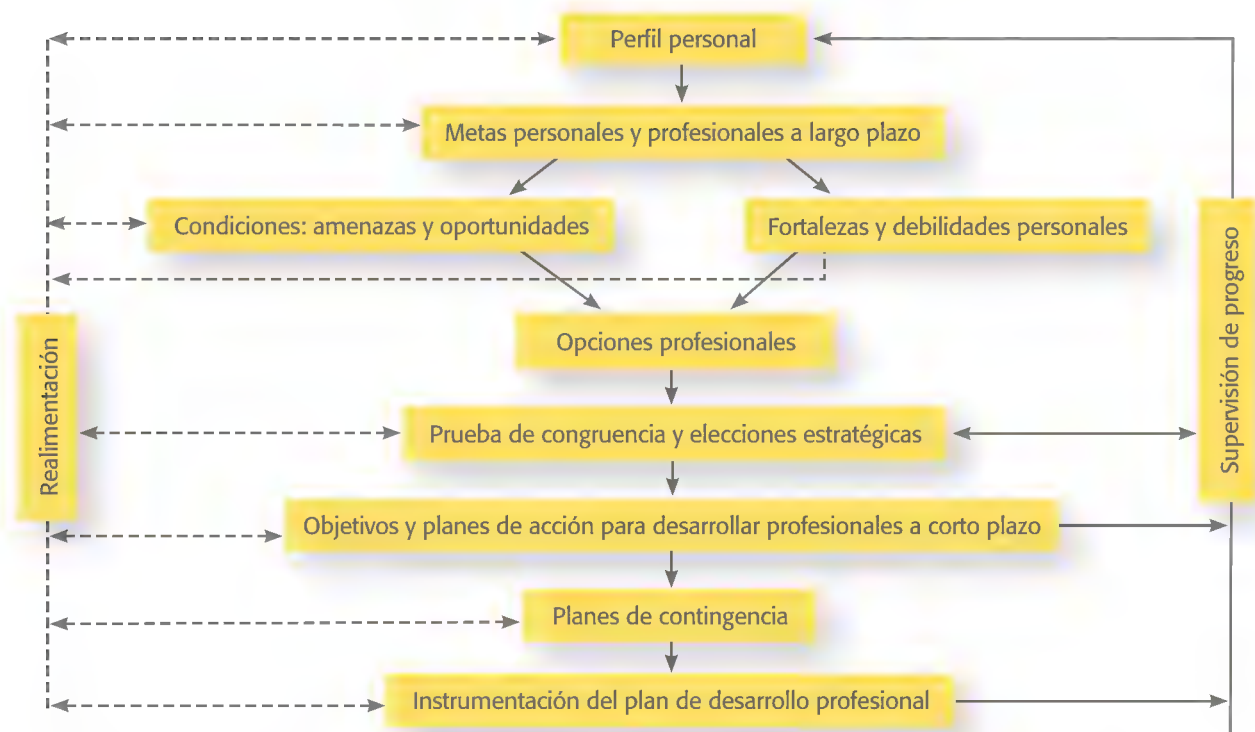 Perfil personal
Metas personales y profesionales a largo plazo
Condiciones: amenazas y oportunidades
Fortalezas y debilidades personales
Opciones profesionales
Realimentación
Supervisión de progreso
Prueba de congruencia y elecciones estratégicas
Objetivos y planes de acción para desarrollar profesionales a corto plazo
Planes de contingencia
Instrumentación del plan de desarrollo profesional